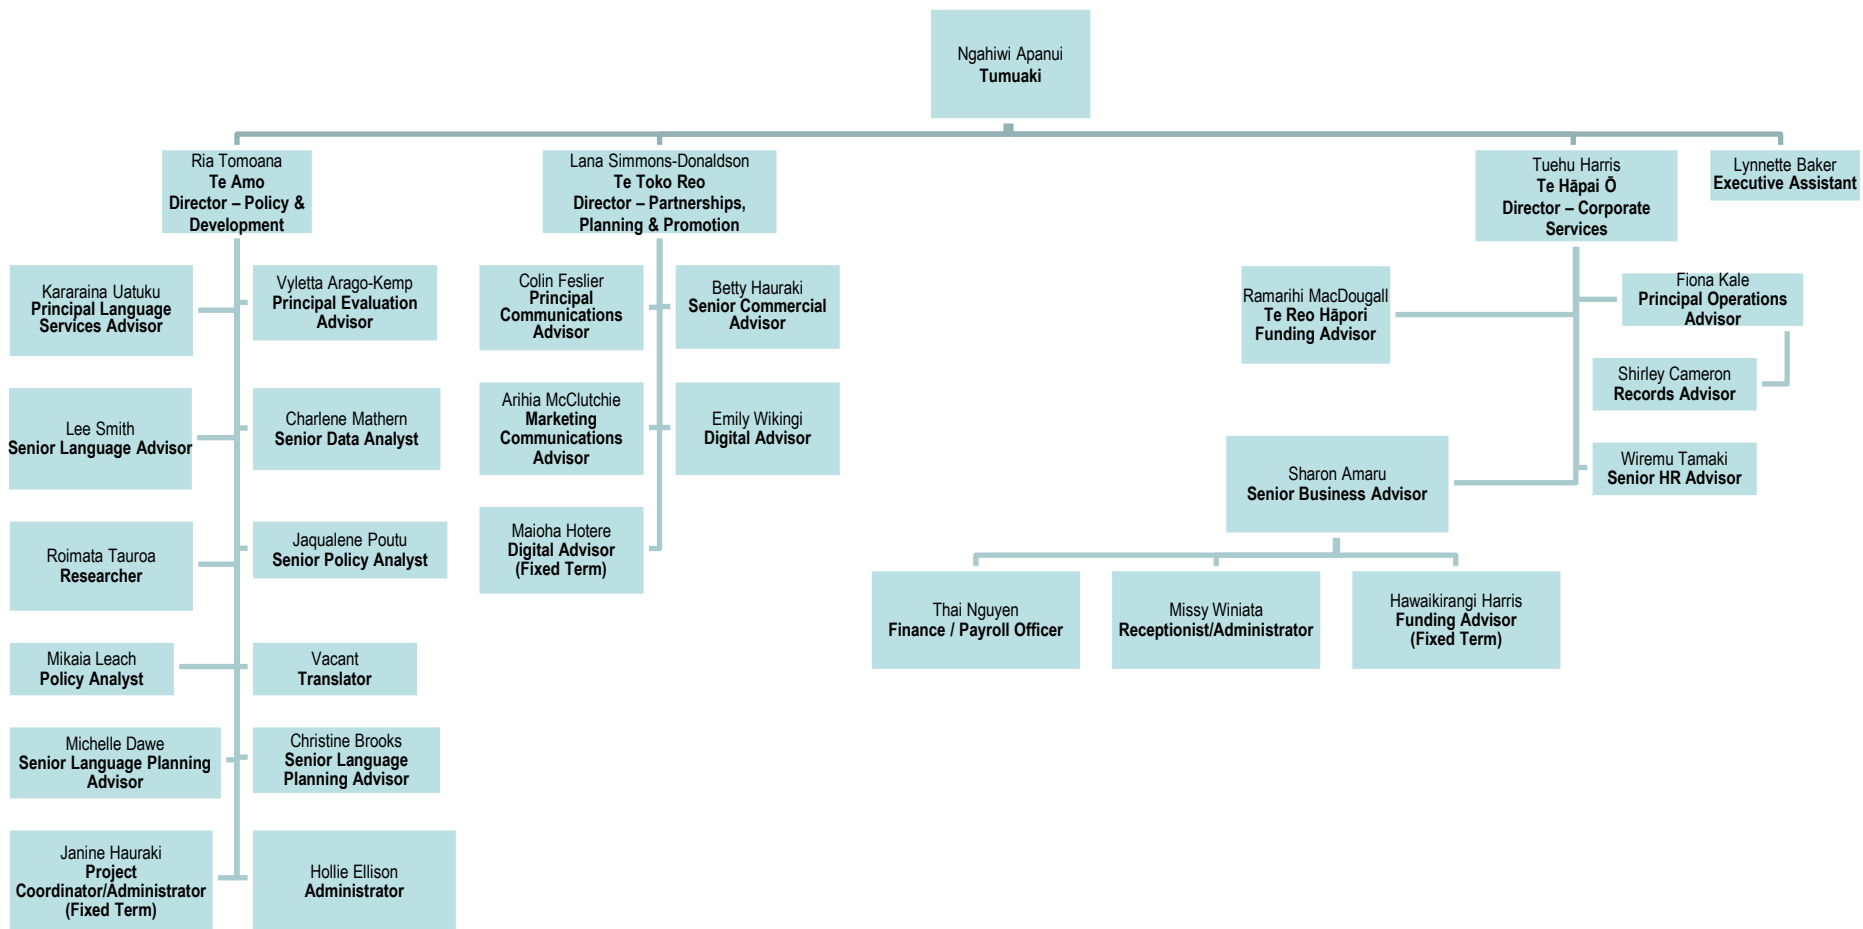 Ngahiwi Apanui
Tumuaki
Ria Tomoana
Te Amo
Director – Policy &
Development
Lana Simmons-Donaldson
Te Toko Reo
Director – Partnerships,
Planning & Promotion
Tuehu Harris
Te Hāpai Ō
Director – Corporate
Services
Lynnette Baker
Executive Assistant
Kararaina Uatuku
Principal Language
Services Advisor
Vyletta Arago-Kemp
Principal Evaluation
Advisor
Lee Smith
Senior Language Advisor
Charlene Mathern
Senior Data Analyst
Roimata Tauroa
Researcher
Jaqualene Poutu
Senior Policy Analyst
Mikaia Leach
Policy Analyst
Vacant
Translator
Michelle Dawe
Senior Language Planning
Advisor
Christine Brooks
Senior Language
Planning Advisor
Janine Hauraki
Project
Coordinator/Administrator
(Fixed Term)
Hollie Ellison
Administrator
Colin Feslier
Principal
Communications
Advisor
Betty Hauraki
Senior Commercial
Advisor
Arihia McClutchie
Marketing
Communications
Advisor
Emily Wikingi
Digital Advisor
Maioha Hotere
Digital Advisor
(Fixed Term)
Ramarihi MacDougall
Te Reo Hāpori
Funding Advisor
Fiona Kale
Principal Operations
Advisor
Shirley Cameron
Records Advisor
Sharon Amaru
Senior Business Advisor
Wiremu Tamaki
Senior HR Advisor
Thai Nguyen
Finance / Payroll Officer
Missy Winiata
Receptionist/Administrator
Hawaikirangi Harris
Funding Advisor
(Fixed Term)